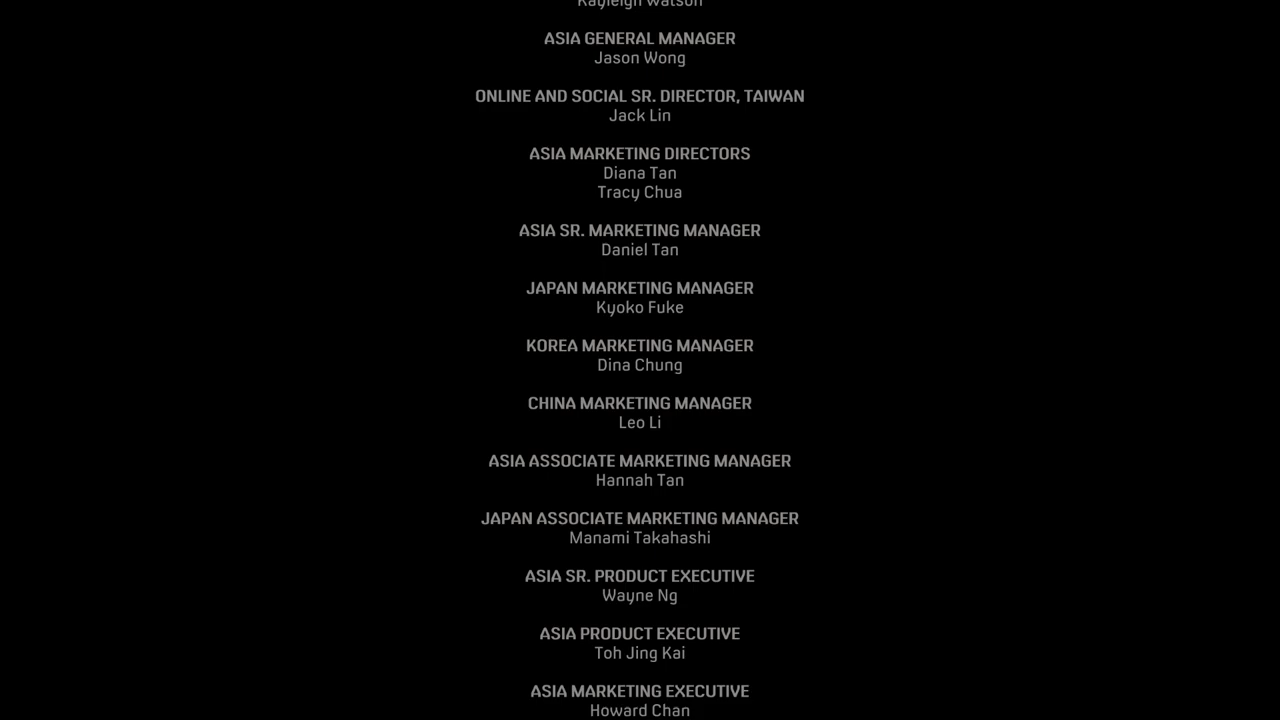 Kayleigh Watson
ASIA GENERAL MANAGER
Jason Wong
ONLINE AND SOCIAL SR. DIRECTOR, TAIWAN
Jack Lin
ASIA MARKETING DIRECTORS
Diana Tan
Tracy Chua
ASIA SR. MARKETING MANAGER
Daniel Tan
JAPAN MARKETING MANAGER
Kyoko Fuke
KOREA MARKETING MANAGER
Dina Chung
CHINA MARKETING MANAGER
Leo Li
ASIA ASSOCIATE MARKETING MANAGER
Hannah Tan
JAPAN ASSOCIATE MARKETING MANAGER
Manami Takahashi
ASIA SR. PRODUCT EXECUTIVE
Wayne Ng
ASIA PRODUCT EXECUTIVE
Toh Jing Kai
ASIA MARKETING EXECUTIVE
Howard Chan